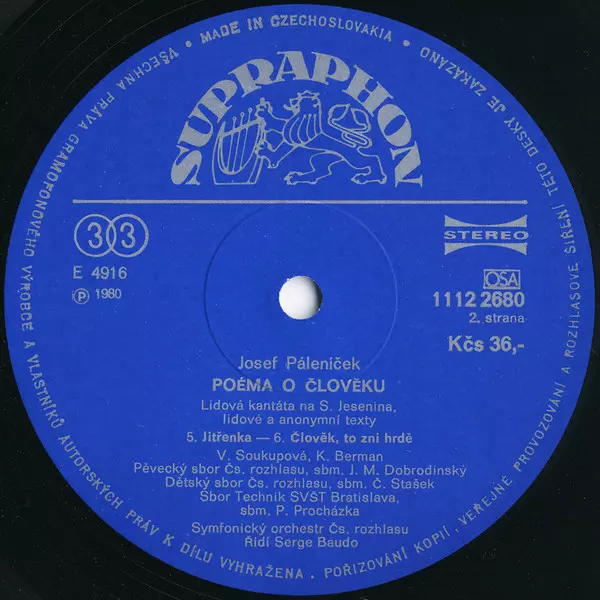 VŠECHNA PRÁVA GRAMOFONOVÉHO VÝROBCE A VLASTNÍKŮ AUTORSKÝCH PRÁV K DÍLU VYHRAŽENA • POŘIZOVÁNÍ KOPIÍ, VEŘEJNÉ PROVOZOVÁNÍ A ROZHLASOVÉ ŠÍŘENÍ TÉTO DESKY JE ZAKÁZÁNO
• MADE IN CZECHOSLOVAKIA •
SUPRAPHON
33
E 4916
Ⓟ 1980
STEREO
OSA
1112 2680
2. strana
Kčs 36,-
Josef Páleníček
POÉMA O ČLOVĚKU
Lidová kantáta na S. Jesenina,
lidové a anonymní texty
5. Jitřenka — 6. Člověk, to zní hrdě
V. Soukupová, K. Berman
Pěvecký sbor Čs. rozhlasu, sbm. J. M. Dobrodinský
Dětský sbor Čs. rozhlasu, sbm. Č. Stašek
Sbor Technik SVŠT Bratislava,
sbm. P. Procházka
Symfonický orchestr Čs. rozhlasu
Řídí Serge Baudo